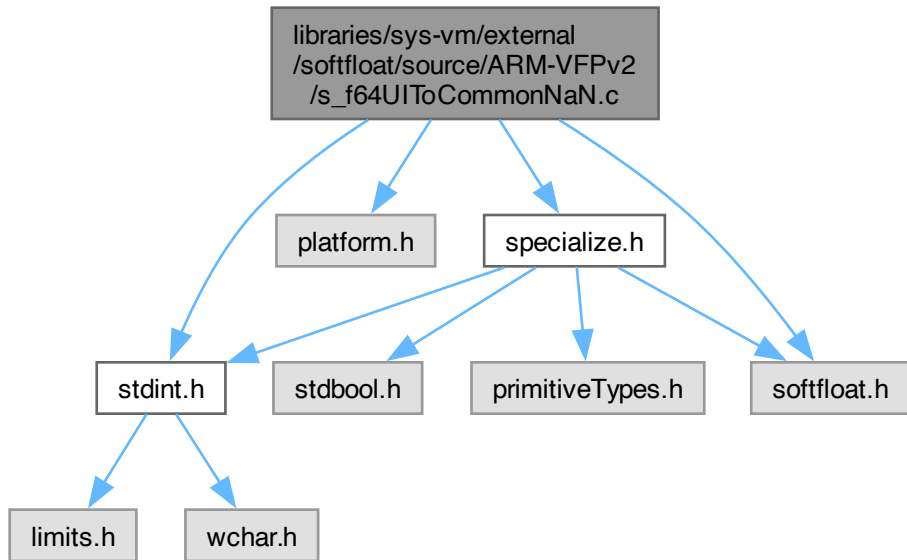 libraries/sys-vm/external
/softfloat/source/ARM-VFPv2
/s_f64UIToCommonNaN.c
platform.h
specialize.h
stdint.h
stdbool.h
primitiveTypes.h
softfloat.h
limits.h
wchar.h